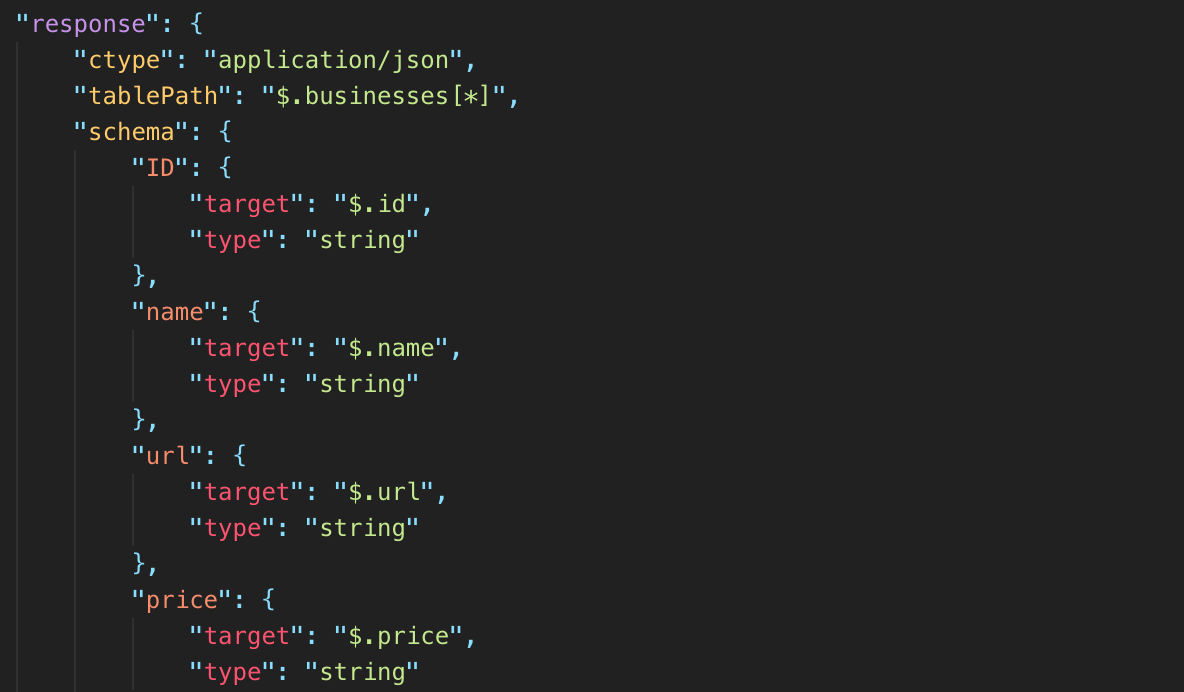 "response": {
    "ctype": "application/json",
    "tablePath": "$.businesses[*]",
    "schema": {
        "ID": {
            "target": "$.id",
            "type": "string"
        },
        "name": {
            "target": "$.name",
            "type": "string"
        },
        "url": {
            "target": "$.url",
            "type": "string"
        },
        "price": {
            "target": "$.price",
            "type": "string"